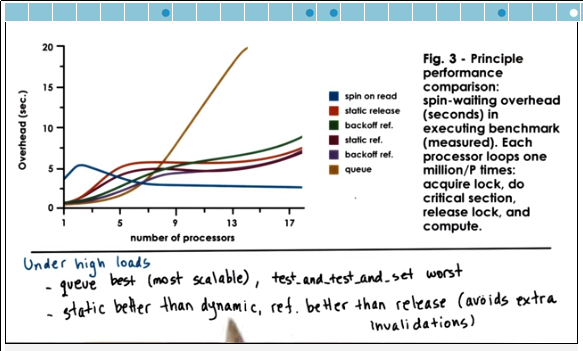 20
15
10
5
0
Overhead (sec.)
1
5
9
13
17
number of processors
spin on read
static release
backoff ref.
static ref.
backoff ref.
queue
Fig. 3 - Principle
performance
comparison:
spin-waiting overhead
(seconds) in
executing benchmark
(measured). Each
processor loops one
million/P times:
acquire lock, do
critical section,
release lock, and
compute.
Under high loads
- queue best (most scalable), test_and_test_and_set worst
- static better than dynamic, ref. better than release (avoids extra
invalidations)